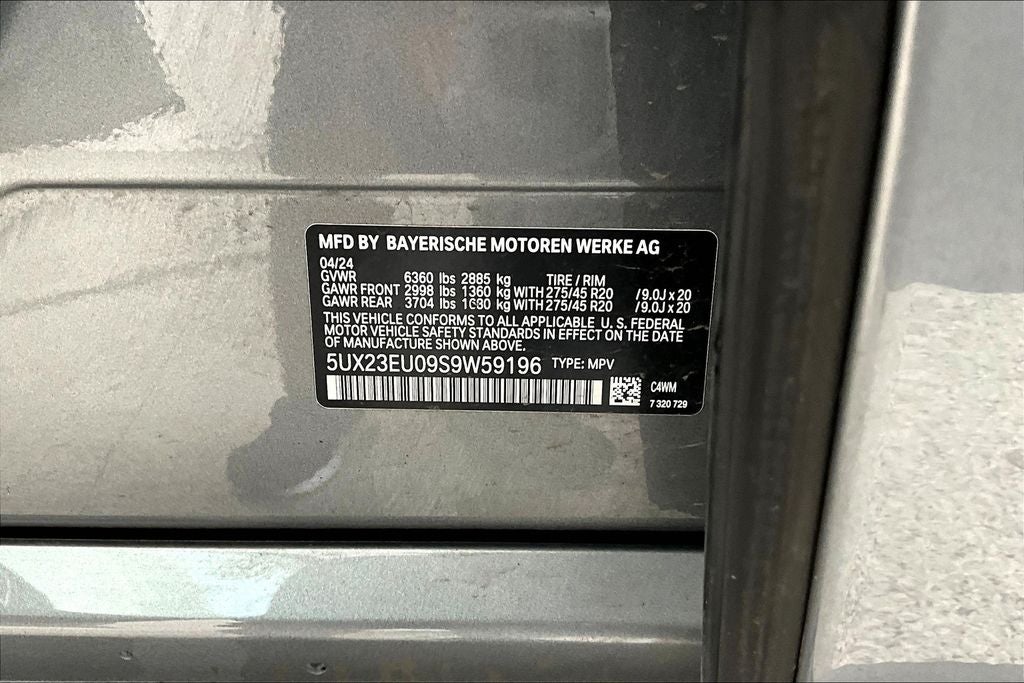 MFD BY BAYERISCHE MOTOREN WERKE AG
04/24
GVWR 6360 lbs 2885 kg TIRE / RIM
GAWR FRONT 2998 lbs 1360 kg WITH 275/45 R20 /9.0J x 20
GAWR REAR 3704 lbs 1680 kg WITH 275/45 R20 /9.0J x 20
THIS VEHICLE CONFORMS TO ALL APPLICABLE U. S. FEDERAL
MOTOR VEHICLE SAFETY STANDARDS IN EFFECT ON THE DATE
OF MANUFACTURE SHOWN ABOVE.
5UX23EU09S9W59196 TYPE: MPV
C4WM
7 320 729